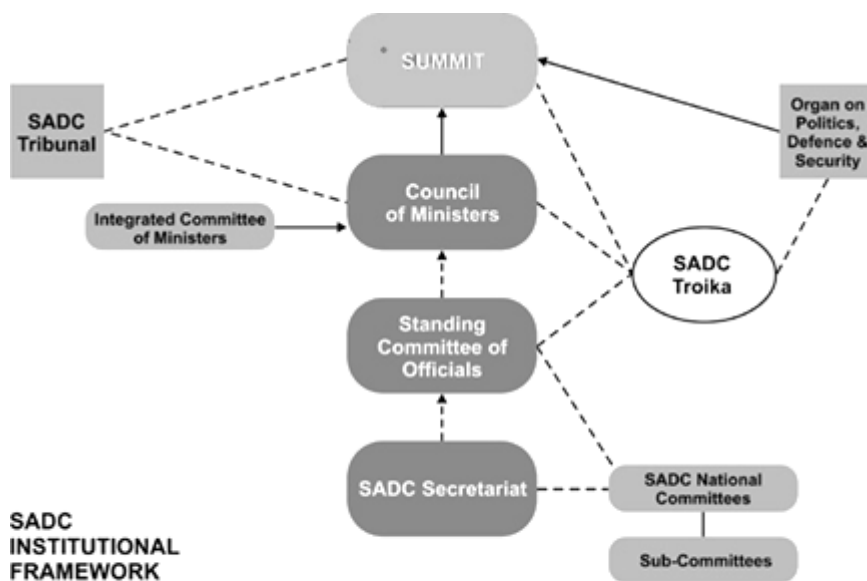 SUMMIT
SADC
Tribunal
Organ on
Politics,
Defence &
Security
Council
of Ministers
Integrated Committee
of Ministers
SADC
Troika
Standing
Committee of
Officials
SADC Secretariat
SADC National
Committees
Sub-Committees
SADC
INSTITUTIONAL
FRAMEWORK